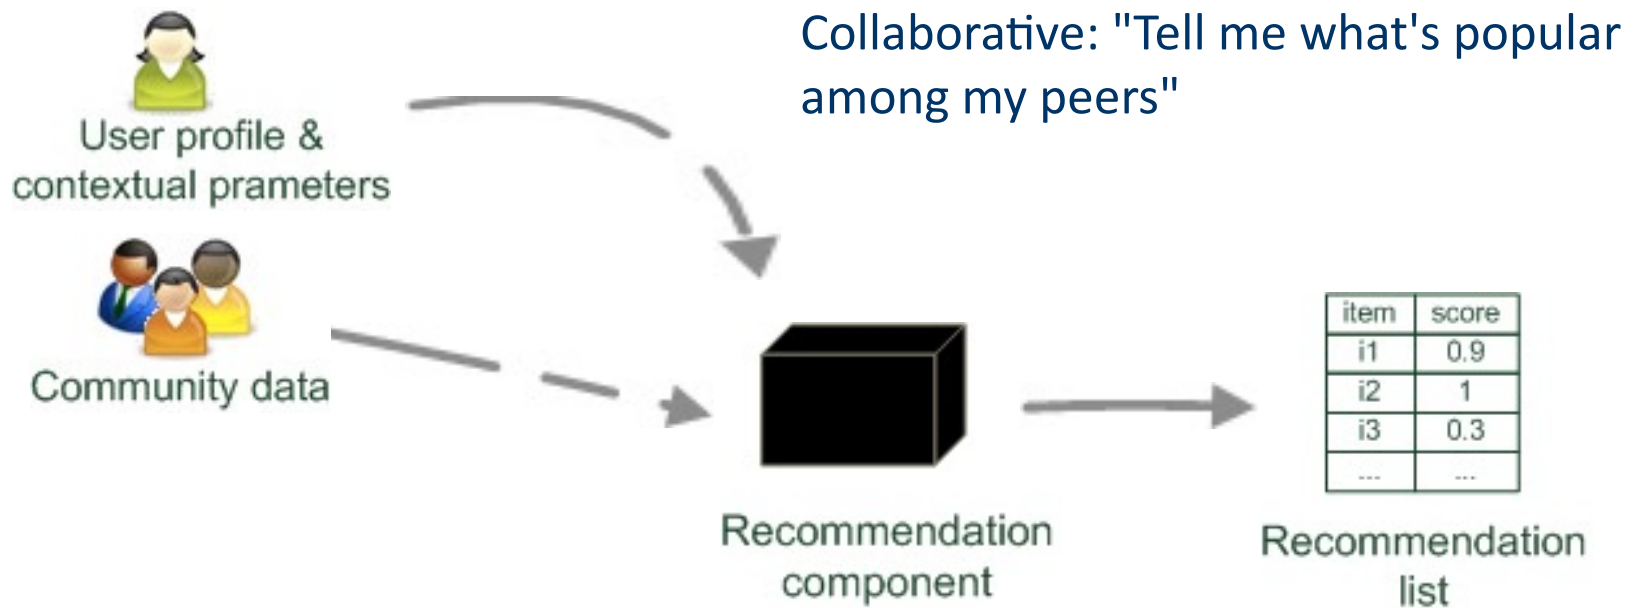 Collaborative: "Tell me what's popular
among my peers"
User profile &
contextual prameters
Community data
item score
i1 0.9
i2 1
i3 0.3
... ...
Recommendation
component
Recommendation
list